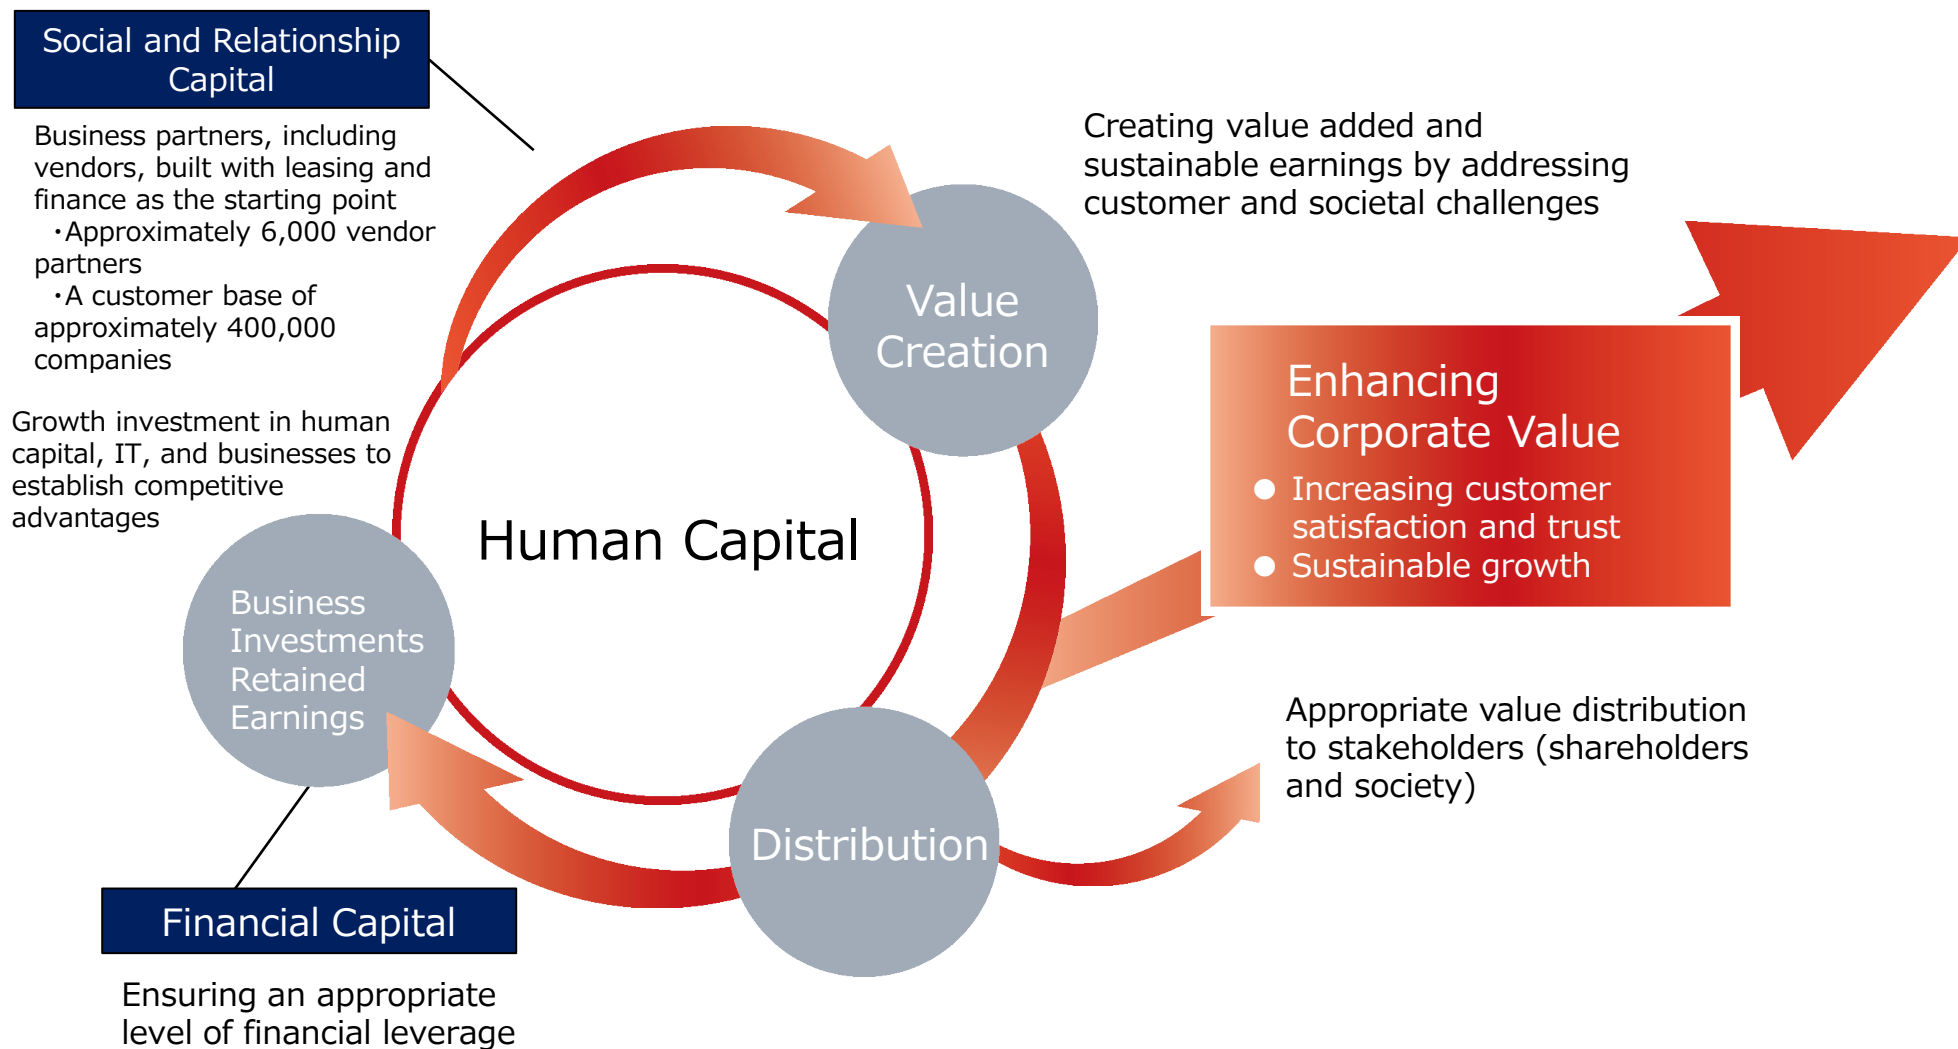 Social and Relationship
Capital
Business partners, including
vendors, built with leasing and
finance as the starting point
・Approximately 6,000 vendor
partners
・A customer base of
approximately 400,000
companies
Growth investment in human
capital, IT, and businesses to
establish competitive
advantages
Business
Investments
Retained
Earnings
Financial Capital
Ensuring an appropriate
level of financial leverage
Human Capital
Value
Creation
Distribution
Creating value added and
sustainable earnings by addressing
customer and societal challenges
Enhancing
Corporate Value
● Increasing customer
satisfaction and trust
● Sustainable growth
Appropriate value distribution
to stakeholders (shareholders
and society)